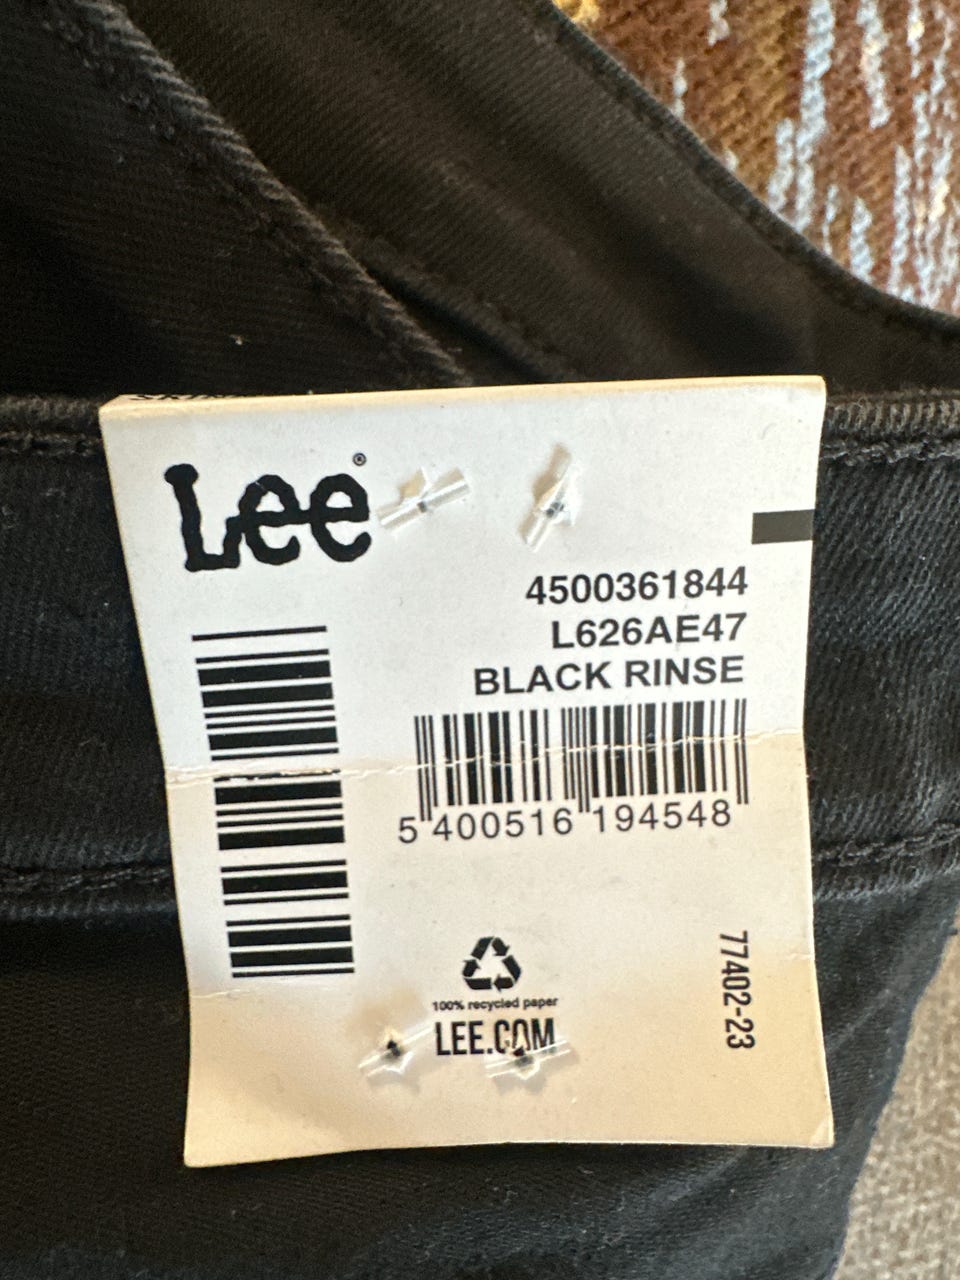 Lee®
4500361844
L626AE47
BLACK RINSE
5 400516 194548
77402-23
100% recycled paper
LEE.COM